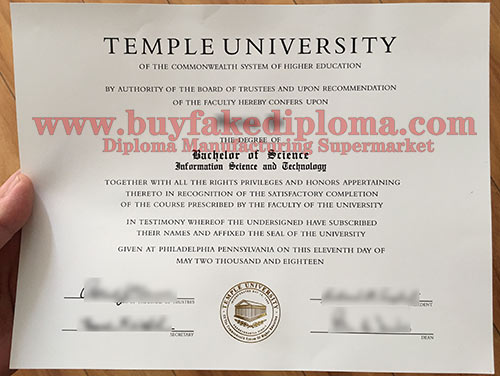 TEMPLE UNIVERSITY
OF THE COMMONWEALTH SYSTEM OF HIGHER EDUCATION
BY AUTHORITY OF THE BOARD OF TRUSTEES AND UPON RECOMMENDATION
OF THE FACULTY HEREBY CONFERS UPON
www.buyfakediploma.com
THE DEGREE OF
Diploma Manufacturing Supermarket
Bachelor of Science
Information Science and Technology
TOGETHER WITH ALL THE RIGHTS PRIVILEGES AND HONORS APPERTAINING
THERETO IN RECOGNITION OF THE SATISFACTORY COMPLETION
OF THE COURSE PRESCRIBED BY THE FACULTY OF THE UNIVERSITY
IN TESTIMONY WHEREOF THE UNDERSIGNED HAVE SUBSCRIBED
THEIR NAMES AND AFFIXED THE SEAL OF THE UNIVERSITY
GIVEN AT PHILADELPHIA PENNSYLVANIA ON THIS ELEVENTH DAY OF
MAY TWO THOUSAND AND EIGHTEEN
TEMPLE UNIVERSITY
SECRETARY
DEAN